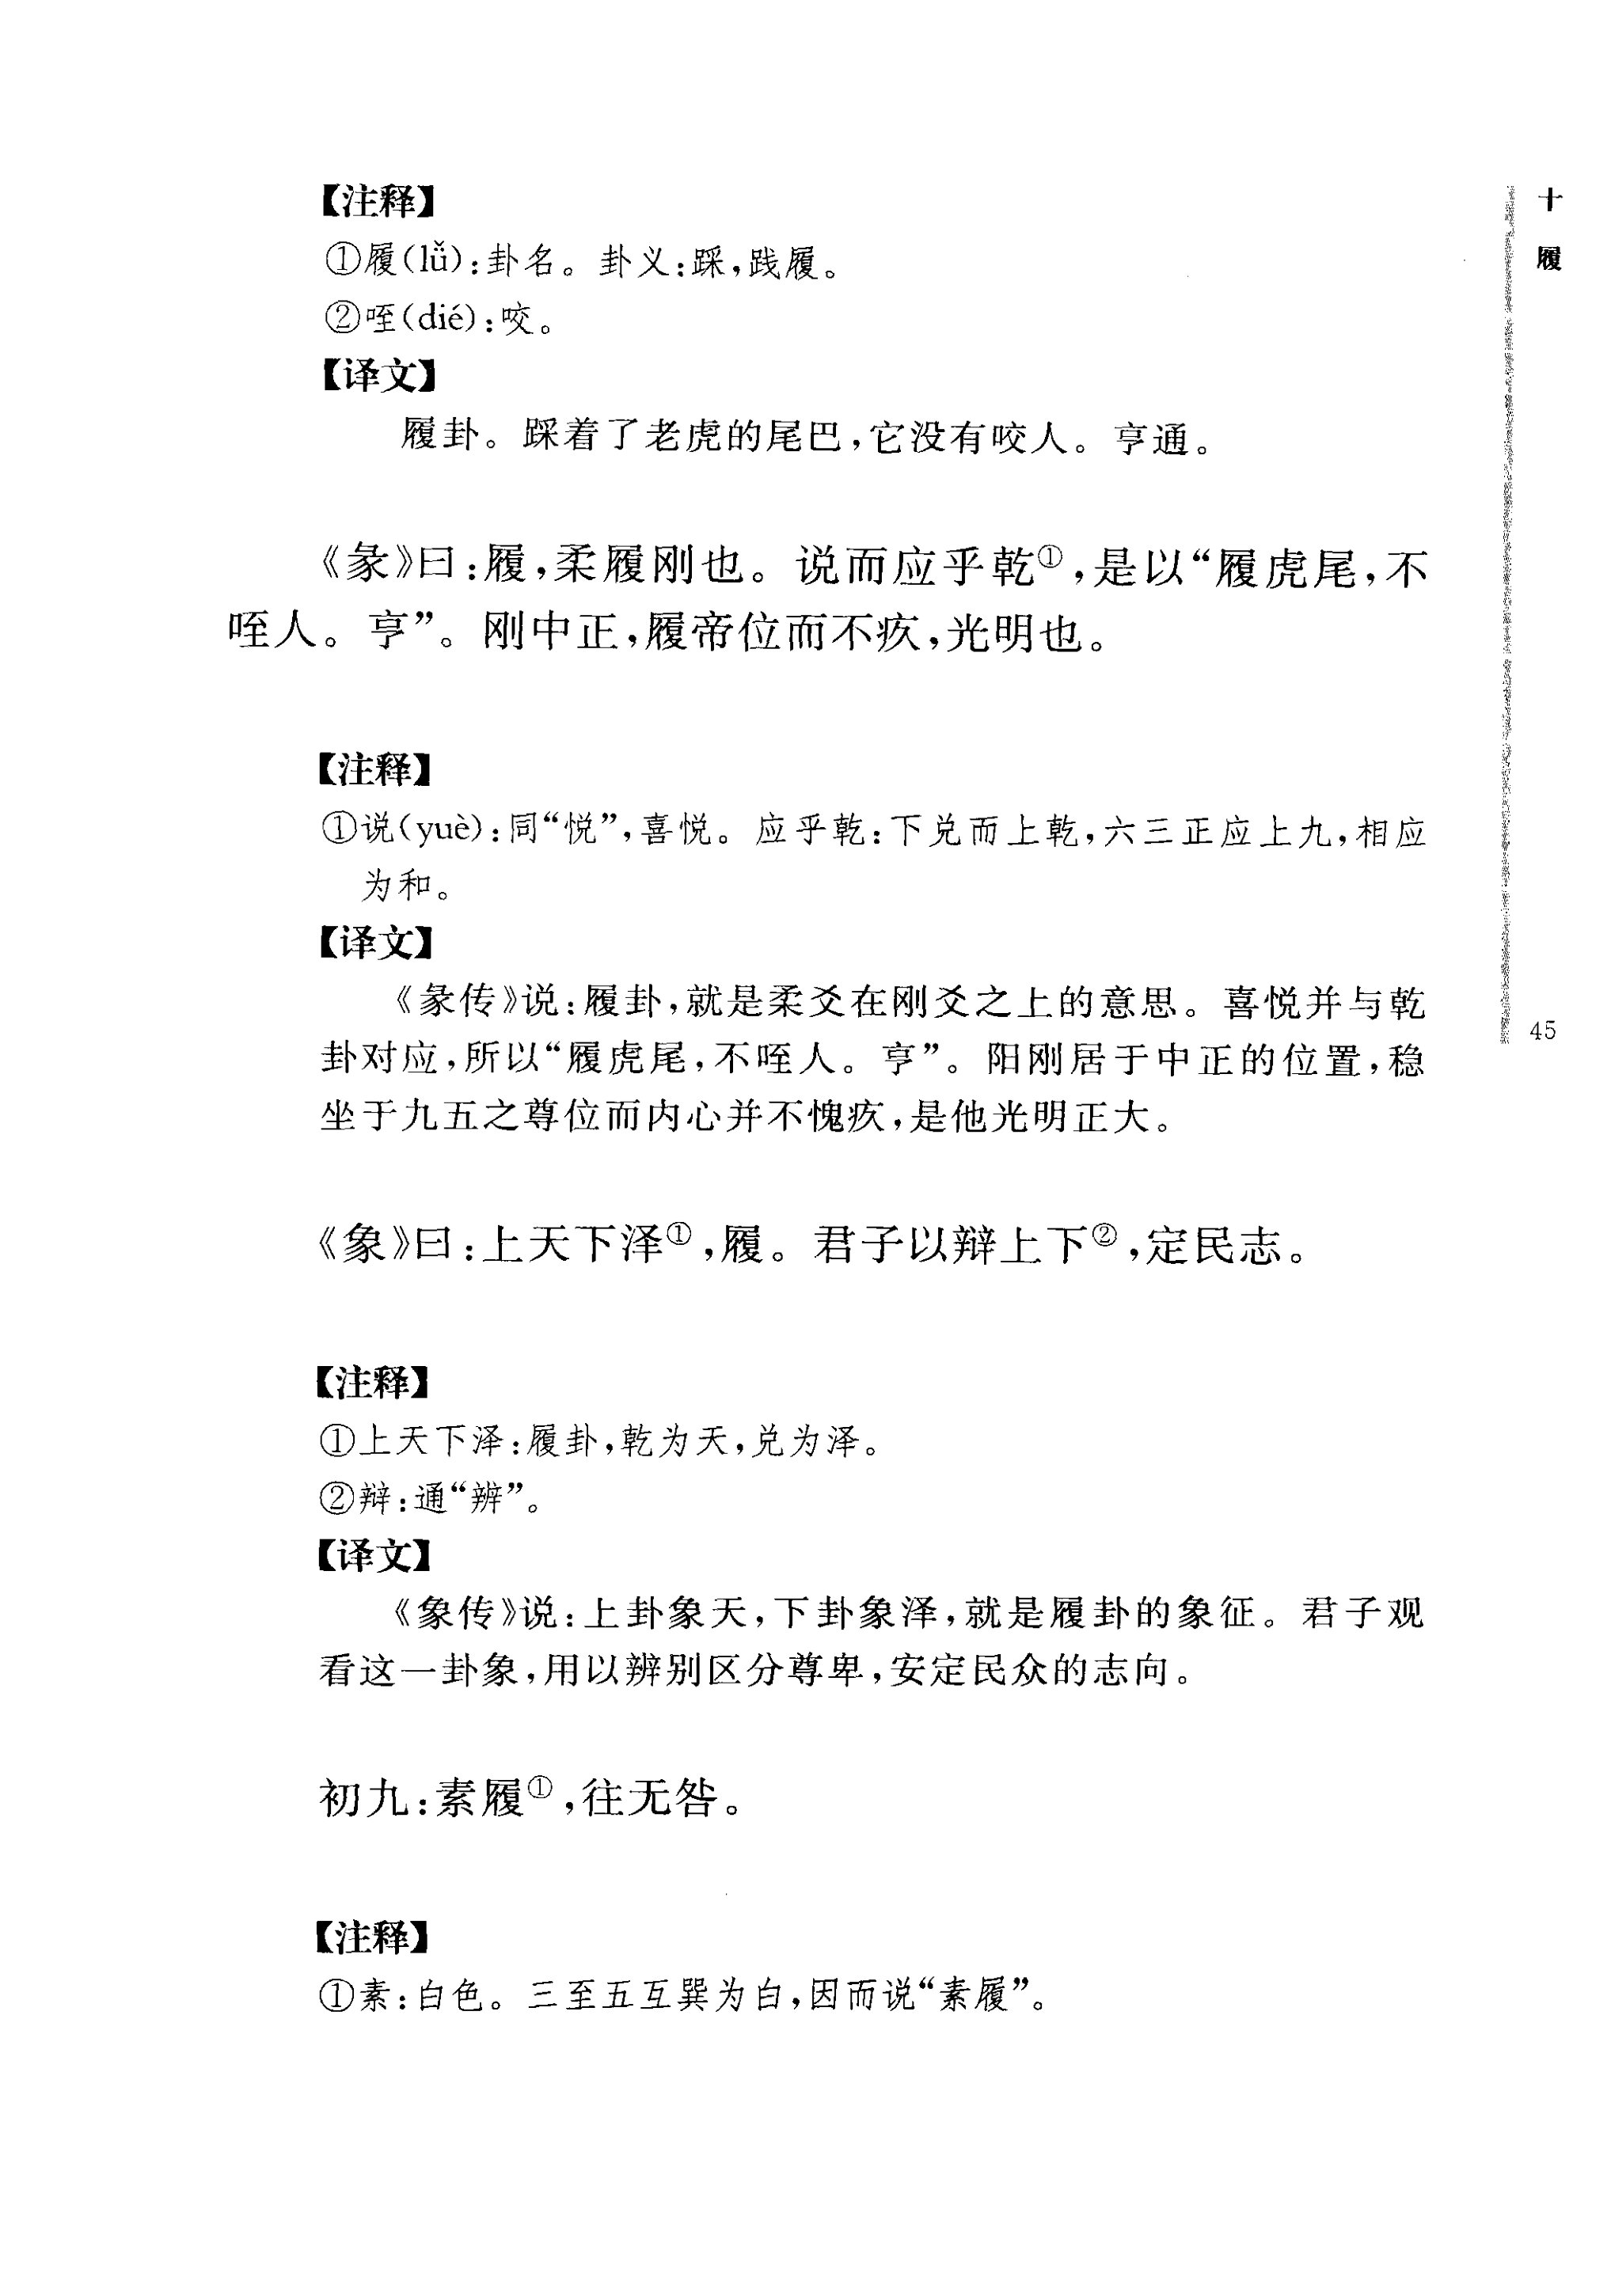 【注释】
①履(lǚ):卦名。卦义:踩,践履。
②咥(dié):咬。
【译文】
履卦。踩着了老虎的尾巴,它没有咬人。亨通。
《彖》曰:履,柔履刚也。说而应乎乾①,是以“履虎尾,不
咥人。亨”。刚中正,履帝位而不疚,光明也。
【注释】
①说(yuè):同“悦”,喜悦。应乎乾:下兑而上乾,六三正应上九,相应
为和。
【译文】
《彖传》说:履卦,就是柔爻在刚爻之上的意思。喜悦并与乾
卦对应,所以“履虎尾,不咥人。亨”。阳刚居于中正的位置,稳
坐于九五之尊位而内心并不愧疚,是他光明正大。
《象》曰:上天下泽①,履。君子以辩上下②,定民志。
【注释】
①上天下泽:履卦,乾为天,兑为泽。
②辩:通“辨”。
【译文】
《象传》说:上卦象天,下卦象泽,就是履卦的象征。君子观
看这一卦象,用以辨别区分尊卑,安定民众的志向。
初九:素履①,往无咎。
【注释】
①素:白色。三至五互巽为白,因而说“素履”。
十 履
45